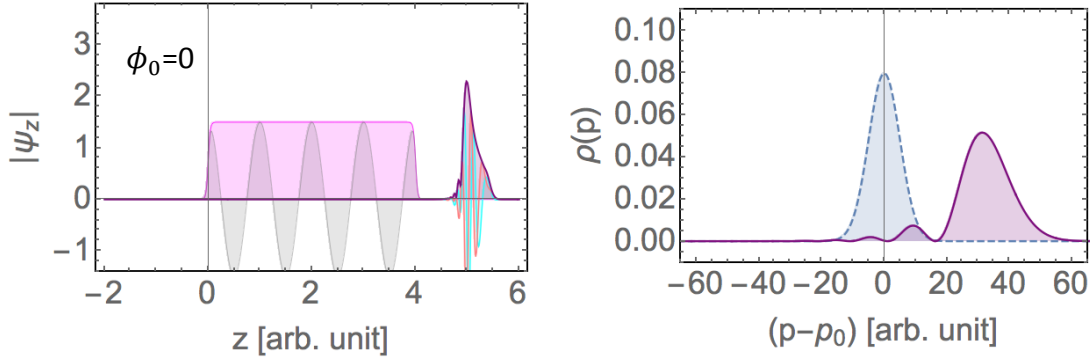 ϕ₀=0
|ψ_z|
3
2
1
0
−1
−2 0 2 4 6
z [arb. unit]
ρ(p)
0.10
0.08
0.06
0.04
0.02
0.00
−60 −40 −20 0 20 40 60
(p−p₀) [arb. unit]